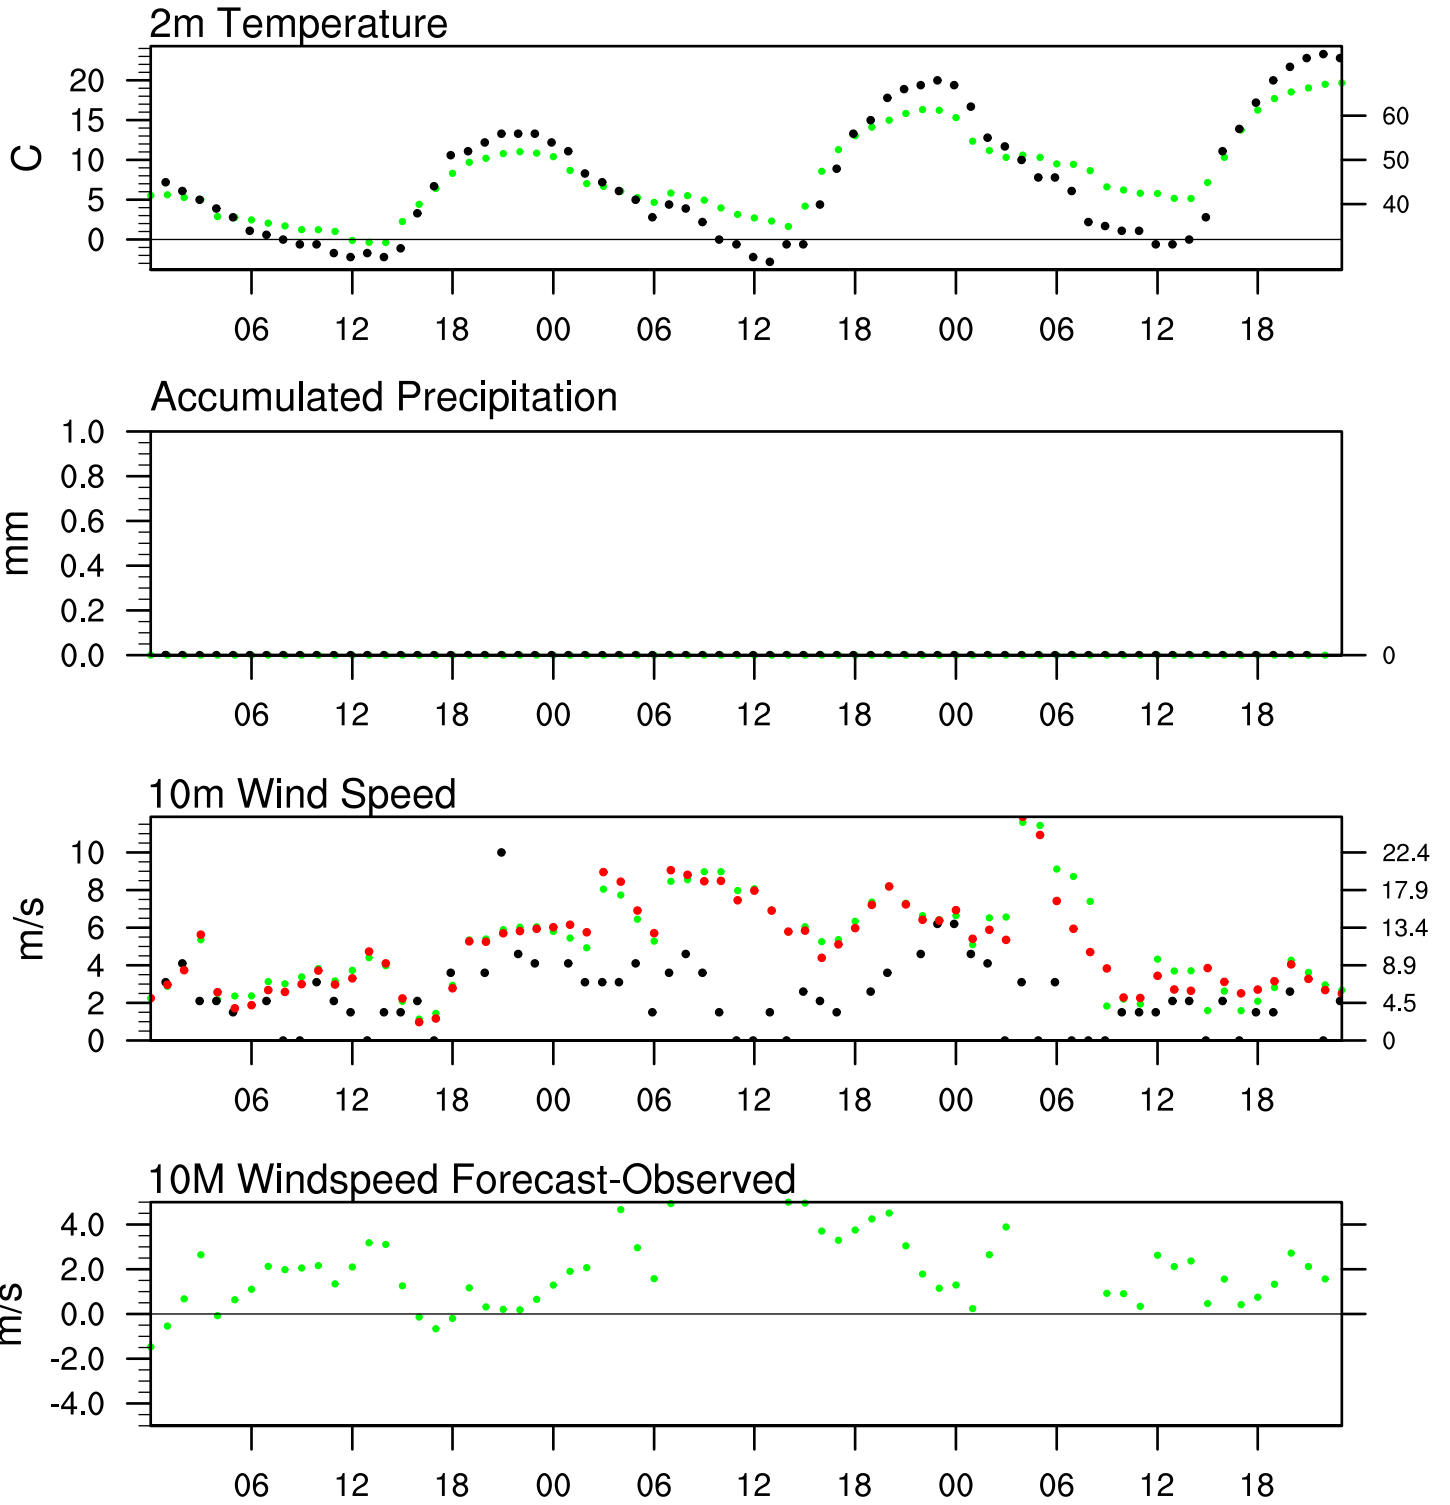 2m Temperature
20
15
10
5
0
C
60
50
40
06 12 18 00 06 12 18 00 06 12 18
Accumulated Precipitation
1.0
0.8
0.6
0.4
0.2
0.0
mm
0
06 12 18 00 06 12 18 00 06 12 18
10m Wind Speed
10
8
6
4
2
0
m/s
22.4
17.9
13.4
8.9
4.5
0
06 12 18 00 06 12 18 00 06 12 18
10M Windspeed Forecast-Observed
4.0
2.0
0.0
-2.0
-4.0
m/s
06 12 18 00 06 12 18 00 06 12 18